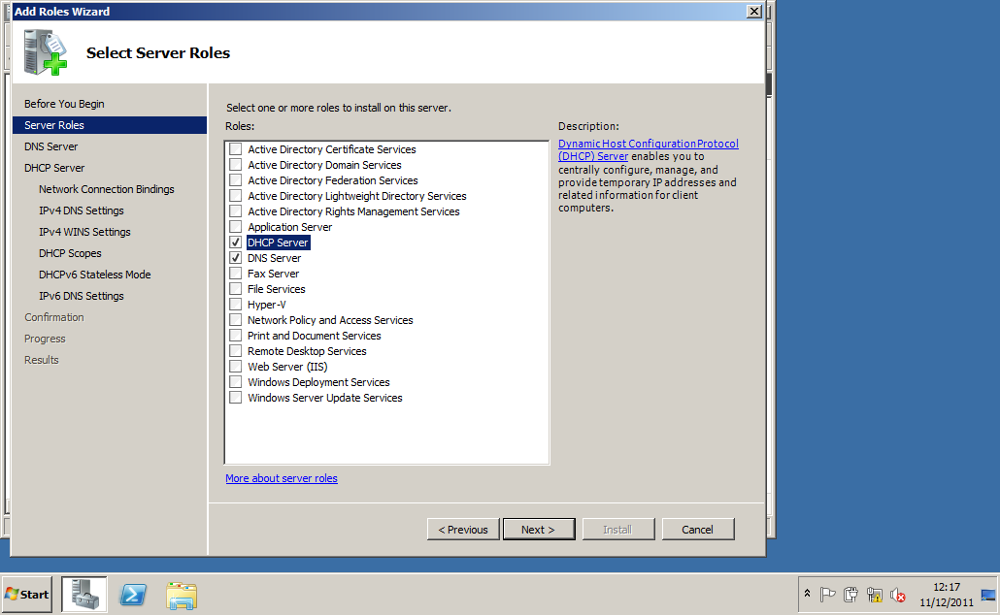 Add Roles Wizard
Select Server Roles
Before You Begin
Server Roles
DNS Server
DHCP Server
Network Connection Bindings
IPv4 DNS Settings
IPv4 WINS Settings
DHCP Scopes
DHCPv6 Stateless Mode
IPv6 DNS Settings
Confirmation
Progress
Results
Select one or more roles to install on this server.
Roles:
Active Directory Certificate Services
Active Directory Domain Services
Active Directory Federation Services
Active Directory Lightweight Directory Services
Active Directory Rights Management Services
Application Server
DHCP Server
DNS Server
Fax Server
File Services
Hyper-V
Network Policy and Access Services
Print and Document Services
Remote Desktop Services
Web Server (IIS)
Windows Deployment Services
Windows Server Update Services
More about server roles
Description:
Dynamic Host Configuration Protocol
(DHCP) Server enables you to
centrally configure, manage, and
provide temporary IP addresses and
related information for client
computers.
< Previous
Next >
Install
Cancel
Start
12:17
11/12/2011